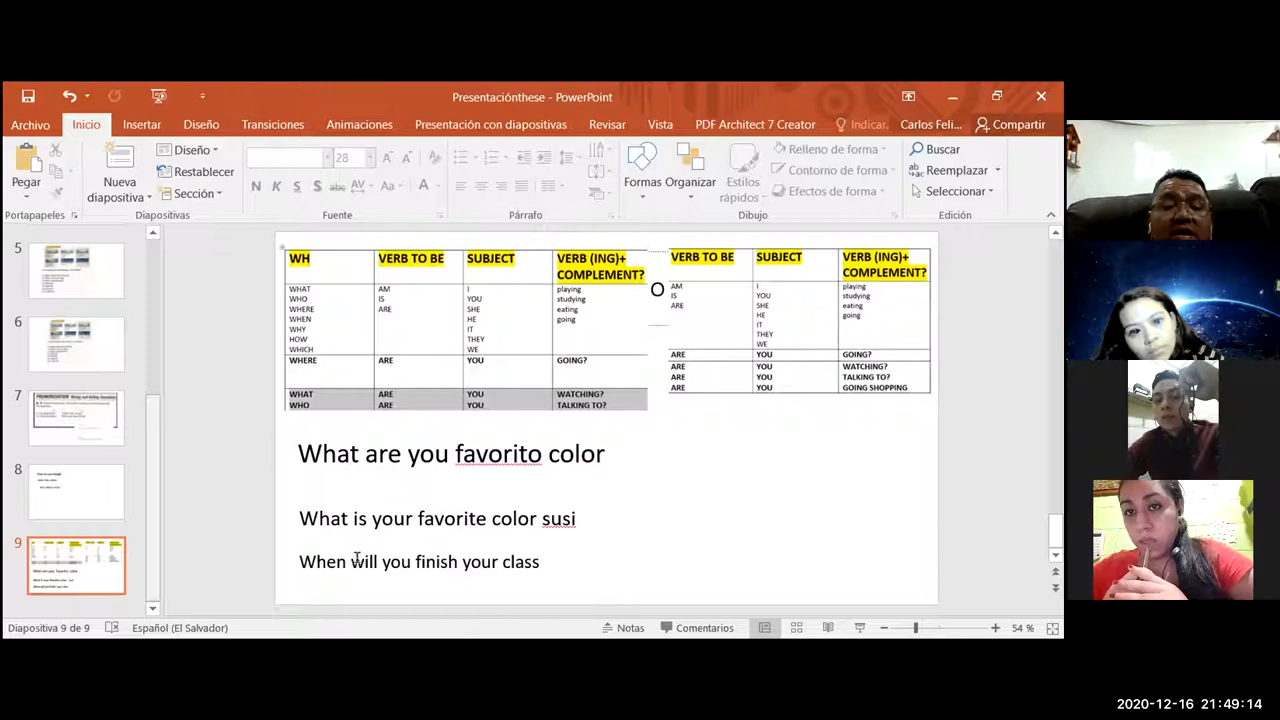 Presentaciónthese - PowerPoint
Archivo Inicio Insertar Diseño Transiciones Animaciones Presentación con diapositivas Revisar Vista PDF Architect 7 Creator Indicar. Carlos Feli... Compartir
Pegar
Nueva diapositiva
Diseño
Restablecer
Sección
28
N K S S abc AV Aa A
Formas Organizar Estilos rápidos
Relleno de forma
Contorno de forma
Efectos de forma
Buscar
Reemplazar
Seleccionar
Portapapeles Diapositivas Fuente Párrafo Dibujo Edición
5
6
7
8
9
WH VERB TO BE SUBJECT VERB (ING)+ COMPLEMENT?
WHAT AM I playing
WHO IS YOU studying
WHERE ARE SHE eating
WHEN HE going
WHY IT
HOW THEY
WHICH WE
WHERE ARE YOU GOING?
WHAT ARE YOU WATCHING?
WHO ARE YOU TALKING TO?
O
VERB TO BE SUBJECT VERB (ING)+ COMPLEMENT?
AM I playing
IS YOU studying
ARE SHE eating
HE going
IT
THEY
WE
ARE YOU GOING?
ARE YOU WATCHING?
ARE YOU TALKING TO?
ARE YOU GOING SHOPPING
What are you favorito color
What is your favorite color susi
When will you finish your class
Diapositiva 9 de 9 Español (El Salvador) Notas Comentarios 54 %
2020-12-16 21:49:14